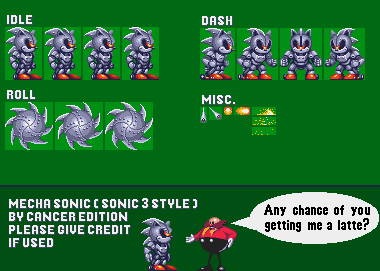 IDLE
DASH
ROLL
MISC.
MECHA SONIC ( SONIC 3 STYLE )
BY CANCER EDITION
PLEASE GIVE CREDIT
IF USED
Any chance of you
getting me a latte?